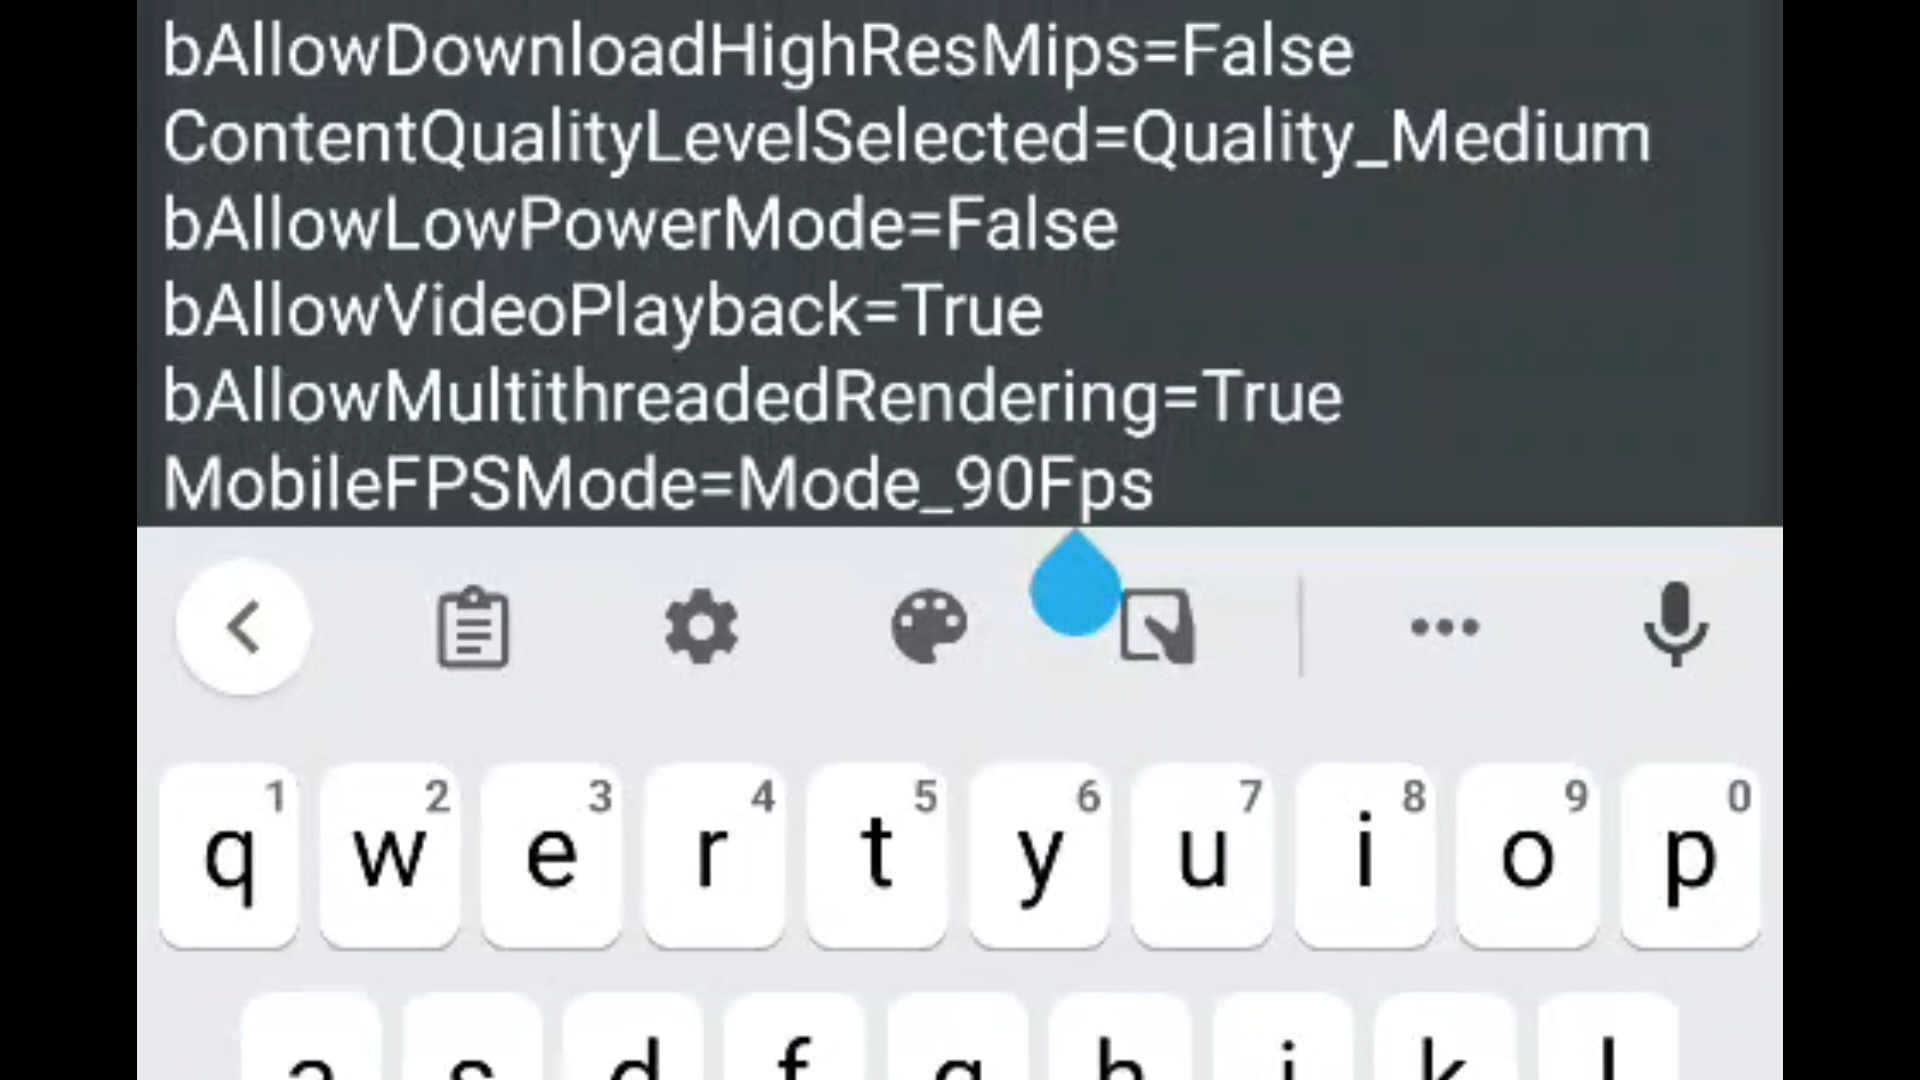 bAllowDownloadHighResMips=False
ContentQualityLevelSelected=Quality_Medium
bAllowLowPowerMode=False
bAllowVideoPlayback=True
bAllowMultithreadedRendering=True
MobileFPSMode=Mode_90Fps
1 2 3 4 5 6 7 8 9 0
q w e r t y u i o p
a s d f g h j k l